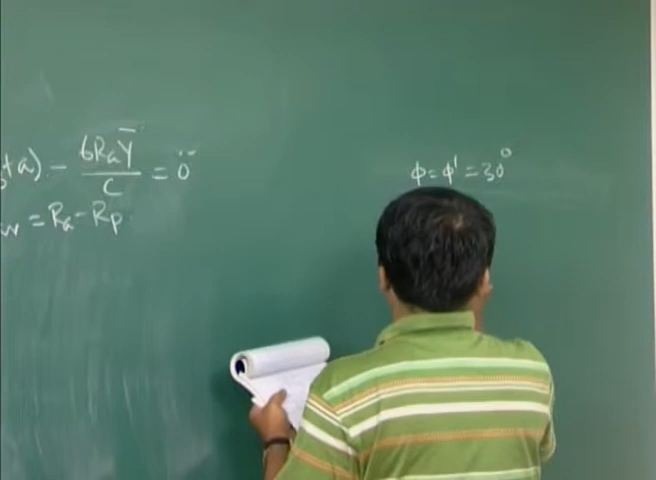 +a) - 6RaȲ / C = 0
w = Ra - Rp
φ = φ' = 30°